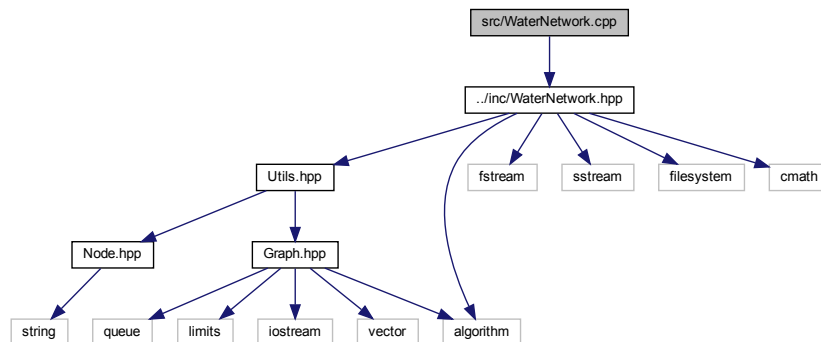 src/WaterNetwork.cpp
../inc/WaterNetwork.hpp
Utils.hpp
fstream
sstream
filesystem
cmath
Node.hpp
Graph.hpp
string
queue
limits
iostream
vector
algorithm